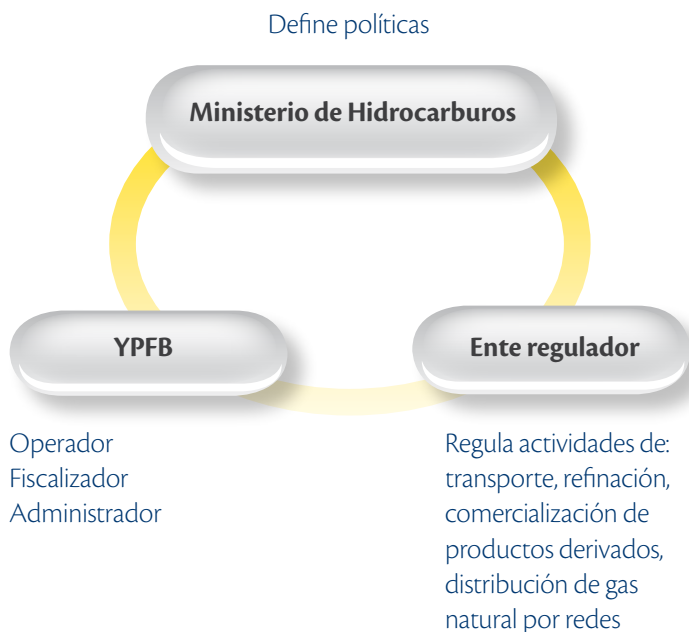 Define políticas
Ministerio de Hidrocarburos
YPFB
Ente regulador
Operador
Fiscalizador
Administrador
Regula actividades de:
transporte, refinación,
comercialización de
productos derivados,
distribución de gas
natural por redes